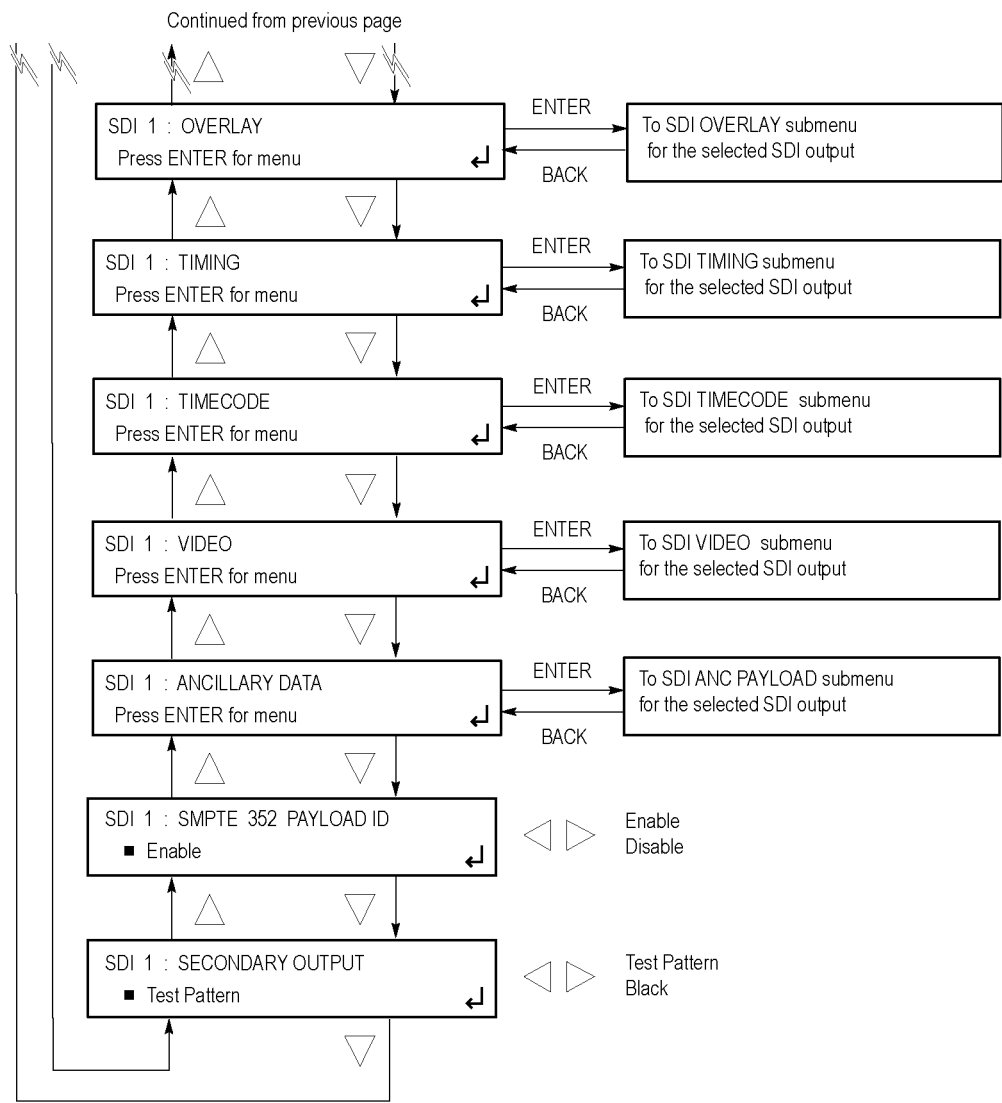 Continued from previous page
SDI 1 : OVERLAY
Press ENTER for menu
ENTER
BACK
To SDI OVERLAY submenu
for the selected SDI output
SDI 1 : TIMING
Press ENTER for menu
ENTER
BACK
To SDI TIMING submenu
for the selected SDI output
SDI 1 : TIMECODE
Press ENTER for menu
ENTER
BACK
To SDI TIMECODE submenu
for the selected SDI output
SDI 1 : VIDEO
Press ENTER for menu
ENTER
BACK
To SDI VIDEO submenu
for the selected SDI output
SDI 1 : ANCILLARY DATA
Press ENTER for menu
ENTER
BACK
To SDI ANC PAYLOAD submenu
for the selected SDI output
SDI 1 : SMPTE 352 PAYLOAD ID
■ Enable
Enable
Disable
SDI 1 : SECONDARY OUTPUT
■ Test Pattern
Test Pattern
Black